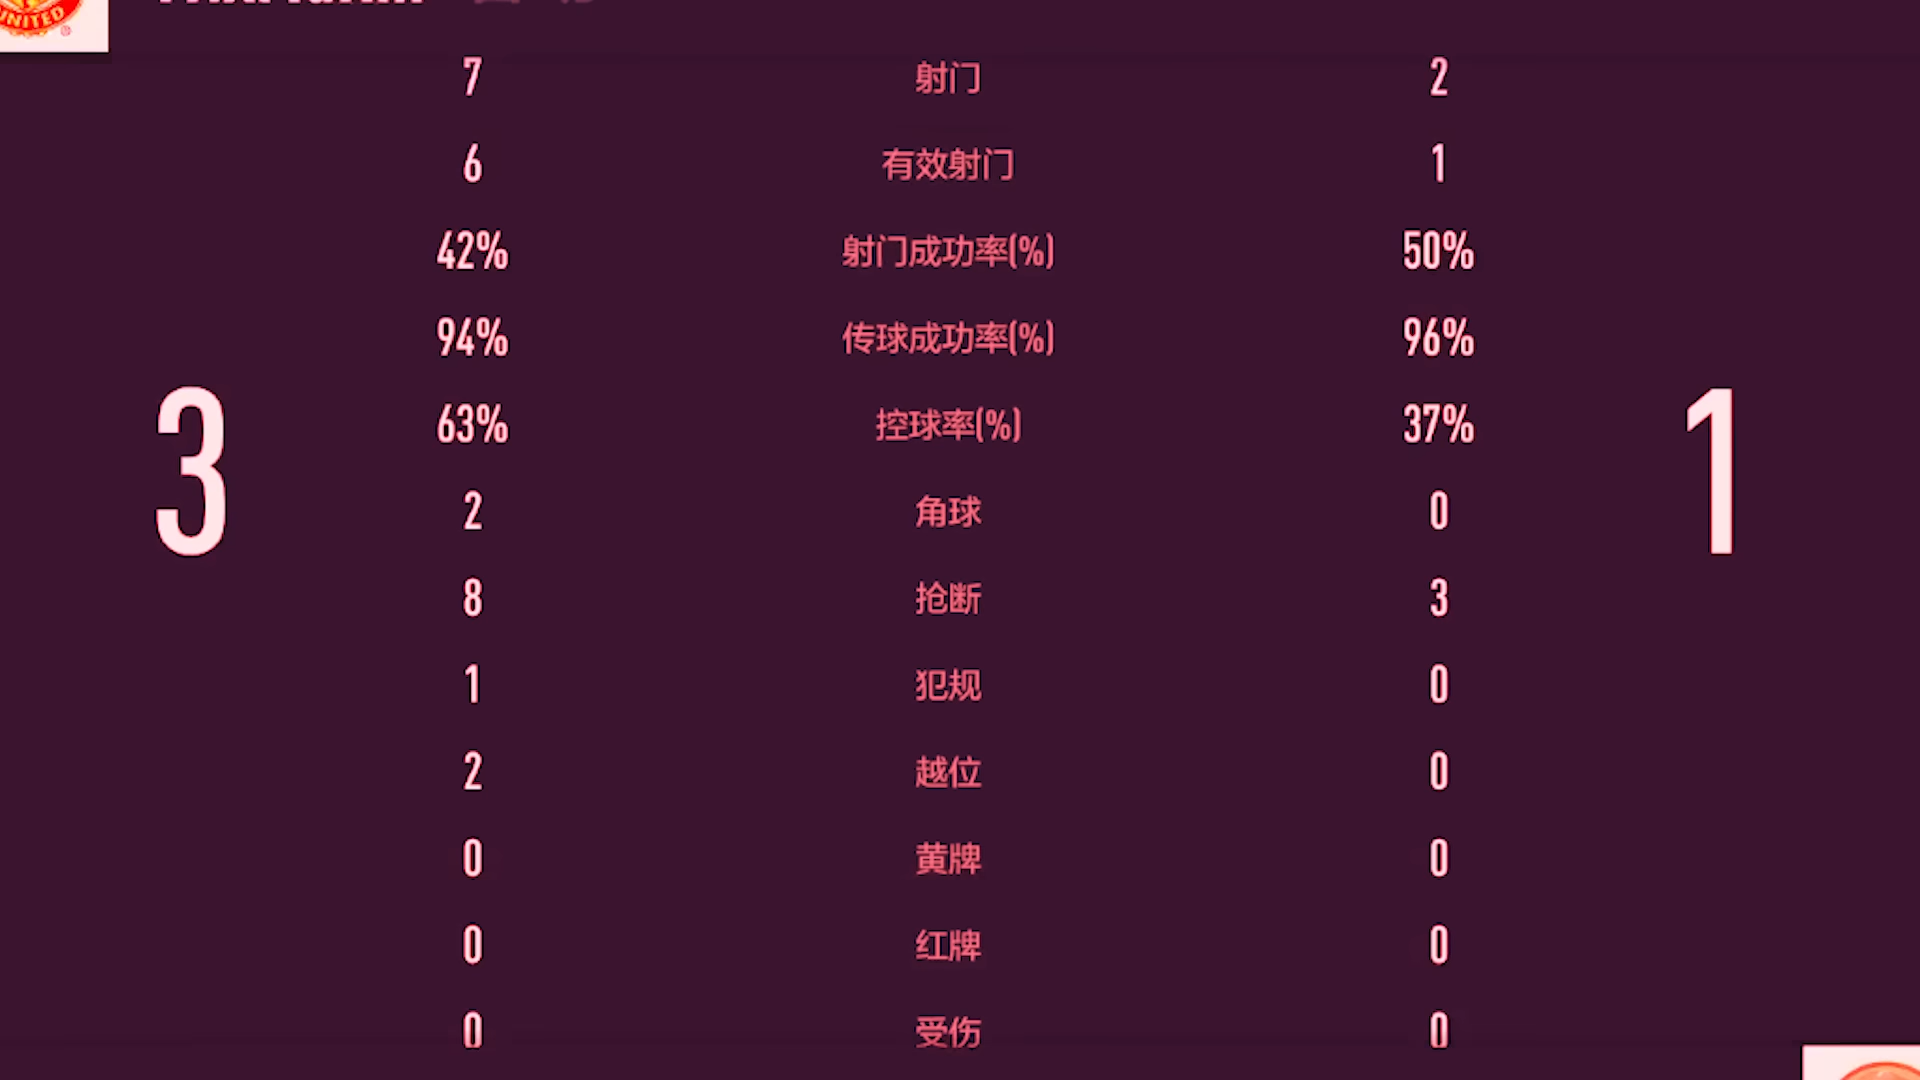 UNITED
7 射门 2
6 有效射门 1
42% 射门成功率(%) 50%
94% 传球成功率(%) 96%
3 63% 控球率(%) 37% 1
2 角球 0
8 抢断 3
1 犯规 0
2 越位 0
0 黄牌 0
0 红牌 0
0 受伤 0